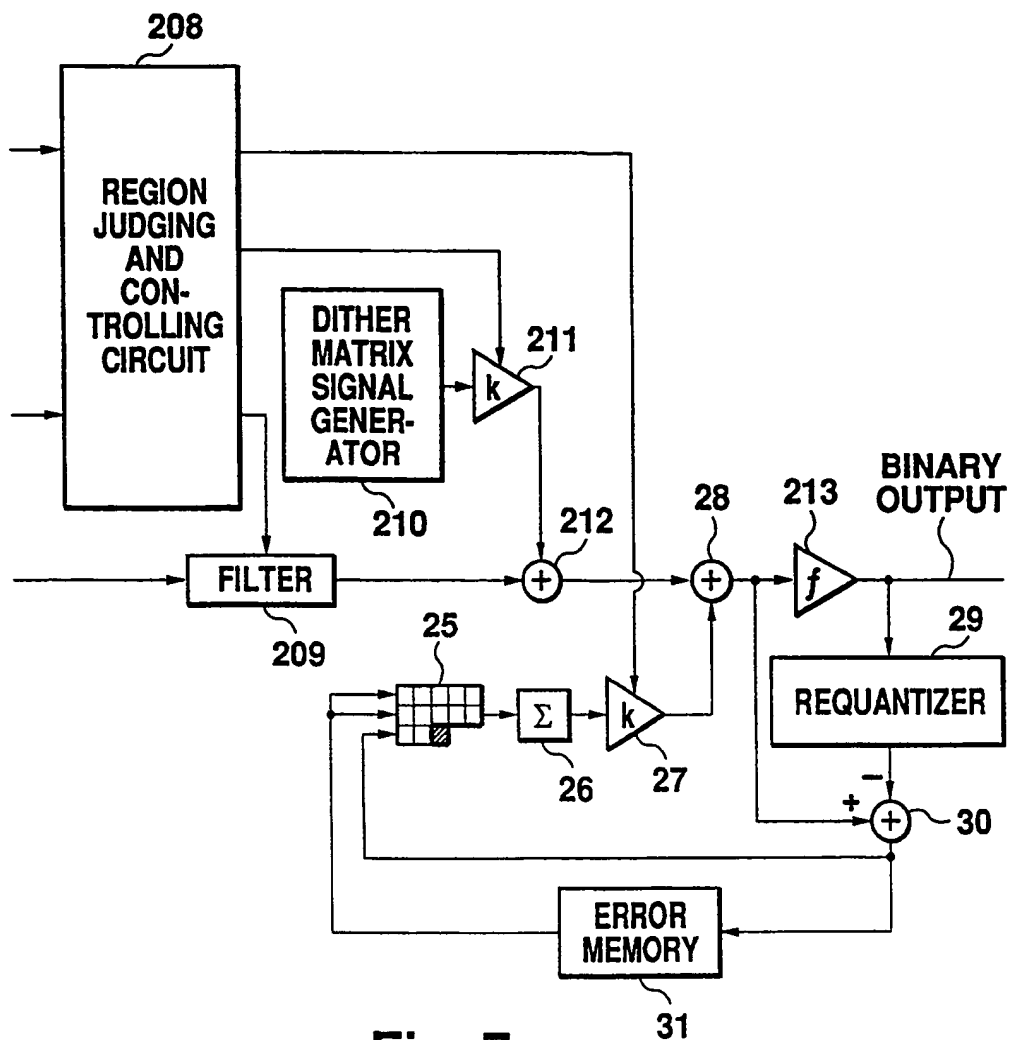 208
REGION
JUDGING
AND
CON-
TROLLING
CIRCUIT
DITHER
MATRIX
SIGNAL
GENER-
ATOR
210
k
211
FILTER
209
+
212
28
+
213
f
BINARY
OUTPUT
25
Σ
26
k
27
29
REQUANTIZER
−
+
+
30
ERROR
MEMORY
31